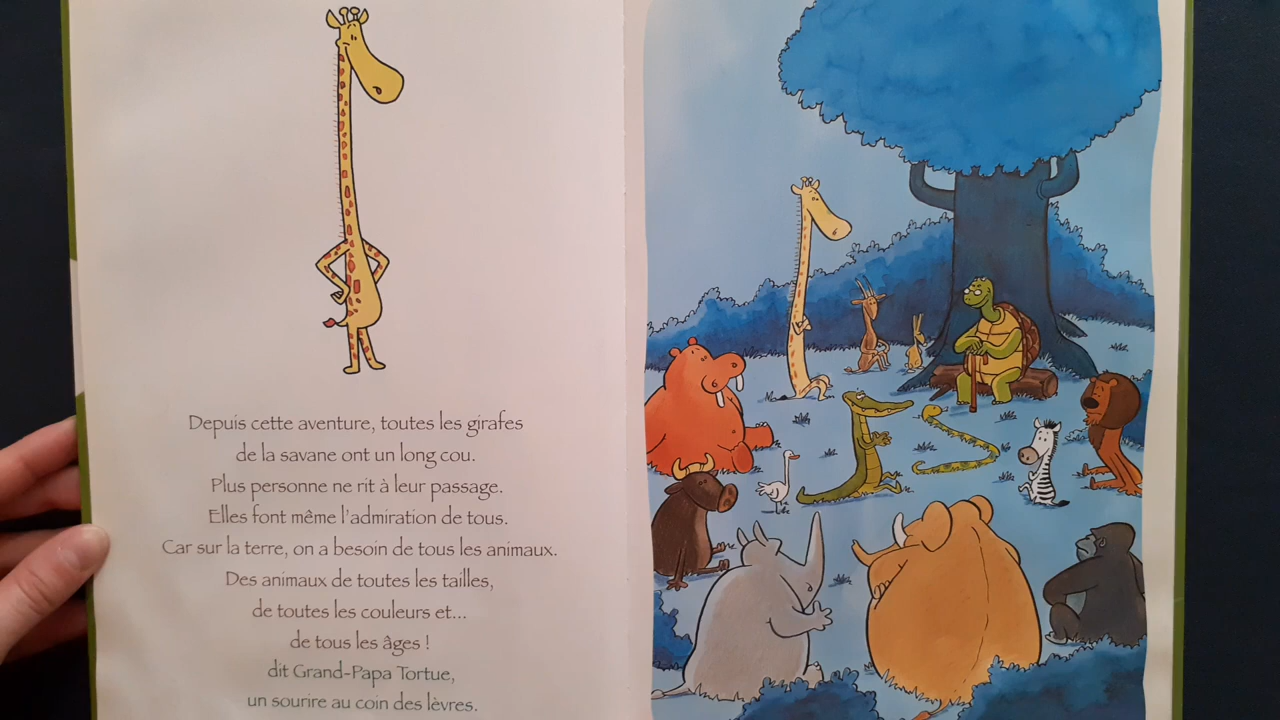 Depuis cette aventure, toutes les girafes
de la savane ont un long cou.
Plus personne ne rit à leur passage.
Elles font même l'admiration de tous.
Car sur la terre, on a besoin de tous les animaux.
Des animaux de toutes les tailles,
de toutes les couleurs et...
de tous les âges !
dit Grand-Papa Tortue,
un sourire au coin des lèvres.